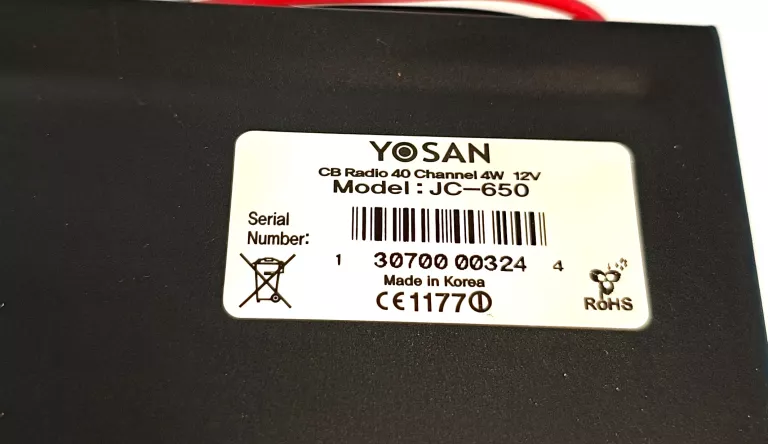 YOSAN
CB Radio 40 Channel 4W 12V
Model : JC-650
Serial
Number:
1 30700 00324 4
Made in Korea
CE1177
RoHS